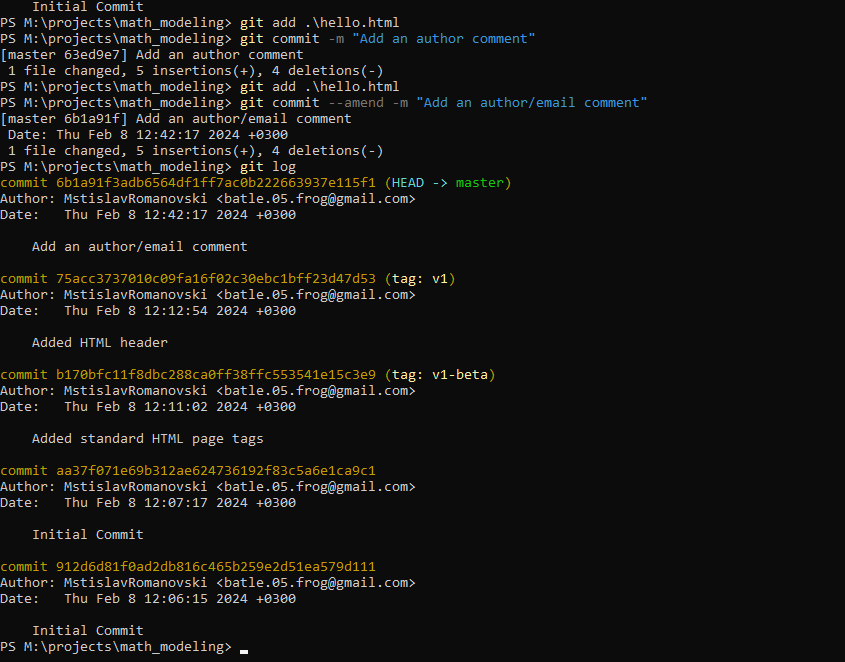 Initial Commit
PS M:\projects\math_modeling> git add .\hello.html
PS M:\projects\math_modeling> git commit -m "Add an author comment"
[master 63ed9e7] Add an author comment
 1 file changed, 5 insertions(+), 4 deletions(-)
PS M:\projects\math_modeling> git add .\hello.html
PS M:\projects\math_modeling> git commit --amend -m "Add an author/email comment"
[master 6b1a91f] Add an author/email comment
 Date: Thu Feb 8 12:42:17 2024 +0300
 1 file changed, 5 insertions(+), 4 deletions(-)
PS M:\projects\math_modeling> git log
commit 6b1a91f3adb6564df1ff7ac0b222663937e115f1 (HEAD -> master)
Author: MstislavRomanovski <batle.05.frog@gmail.com>
Date:   Thu Feb 8 12:42:17 2024 +0300
    Add an author/email comment
commit 75acc3737010c09fa16f02c30ebc1bff23d47d53 (tag: v1)
Author: MstislavRomanovski <batle.05.frog@gmail.com>
Date:   Thu Feb 8 12:12:54 2024 +0300
    Added HTML header
commit b170bfc11f8dbc288ca0ff38ffc553541e15c3e9 (tag: v1-beta)
Author: MstislavRomanovski <batle.05.frog@gmail.com>
Date:   Thu Feb 8 12:11:02 2024 +0300
    Added standard HTML page tags
commit aa37f071e69b312ae624736192f83c5a6e1ca9c1
Author: MstislavRomanovski <batle.05.frog@gmail.com>
Date:   Thu Feb 8 12:07:17 2024 +0300
    Initial Commit
commit 912d6d81f0ad2db816c465b259e2d51ea579d111
Author: MstislavRomanovski <batle.05.frog@gmail.com>
Date:   Thu Feb 8 12:06:15 2024 +0300
    Initial Commit
PS M:\projects\math_modeling>